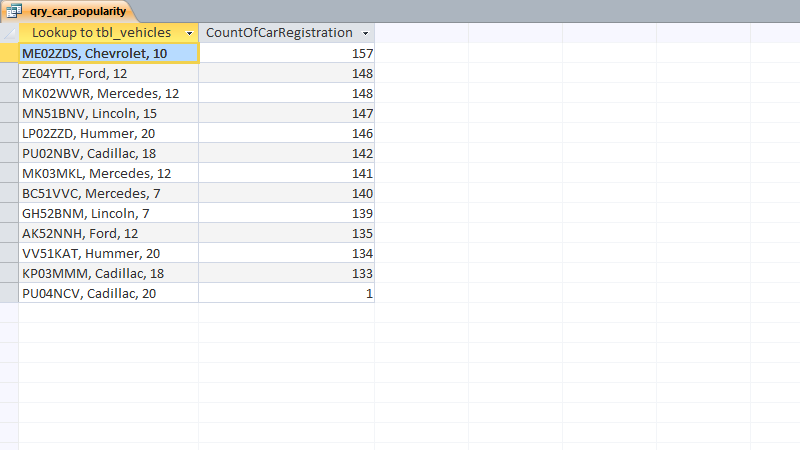 qry_car_popularity
Lookup to tbl_vehicles CountOfCarRegistration
ME02ZDS, Chevrolet, 10 157
ZE04YTT, Ford, 12 148
MK02WWR, Mercedes, 12 148
MN51BNV, Lincoln, 15 147
LP02ZZD, Hummer, 20 146
PU02NBV, Cadillac, 18 142
MK03MKL, Mercedes, 12 141
BC51VVC, Mercedes, 7 140
GH52BNM, Lincoln, 7 139
AK52NNH, Ford, 12 135
VV51KAT, Hummer, 20 134
KP03MMM, Cadillac, 18 133
PU04NCV, Cadillac, 20 1